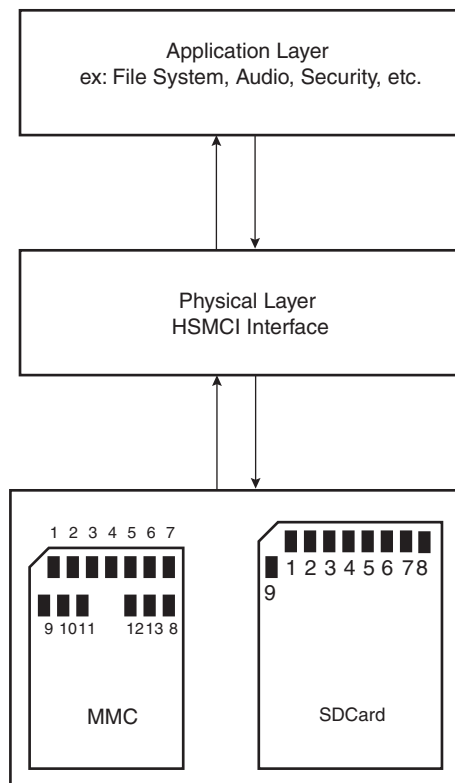 Application Layer
ex: File System, Audio, Security, etc.
Physical Layer
HSMCI Interface
1 2 3 4 5 6 7
9 10 11 12 13 8
MMC
1 2 3 4 5 6 7 8
9
SDCard